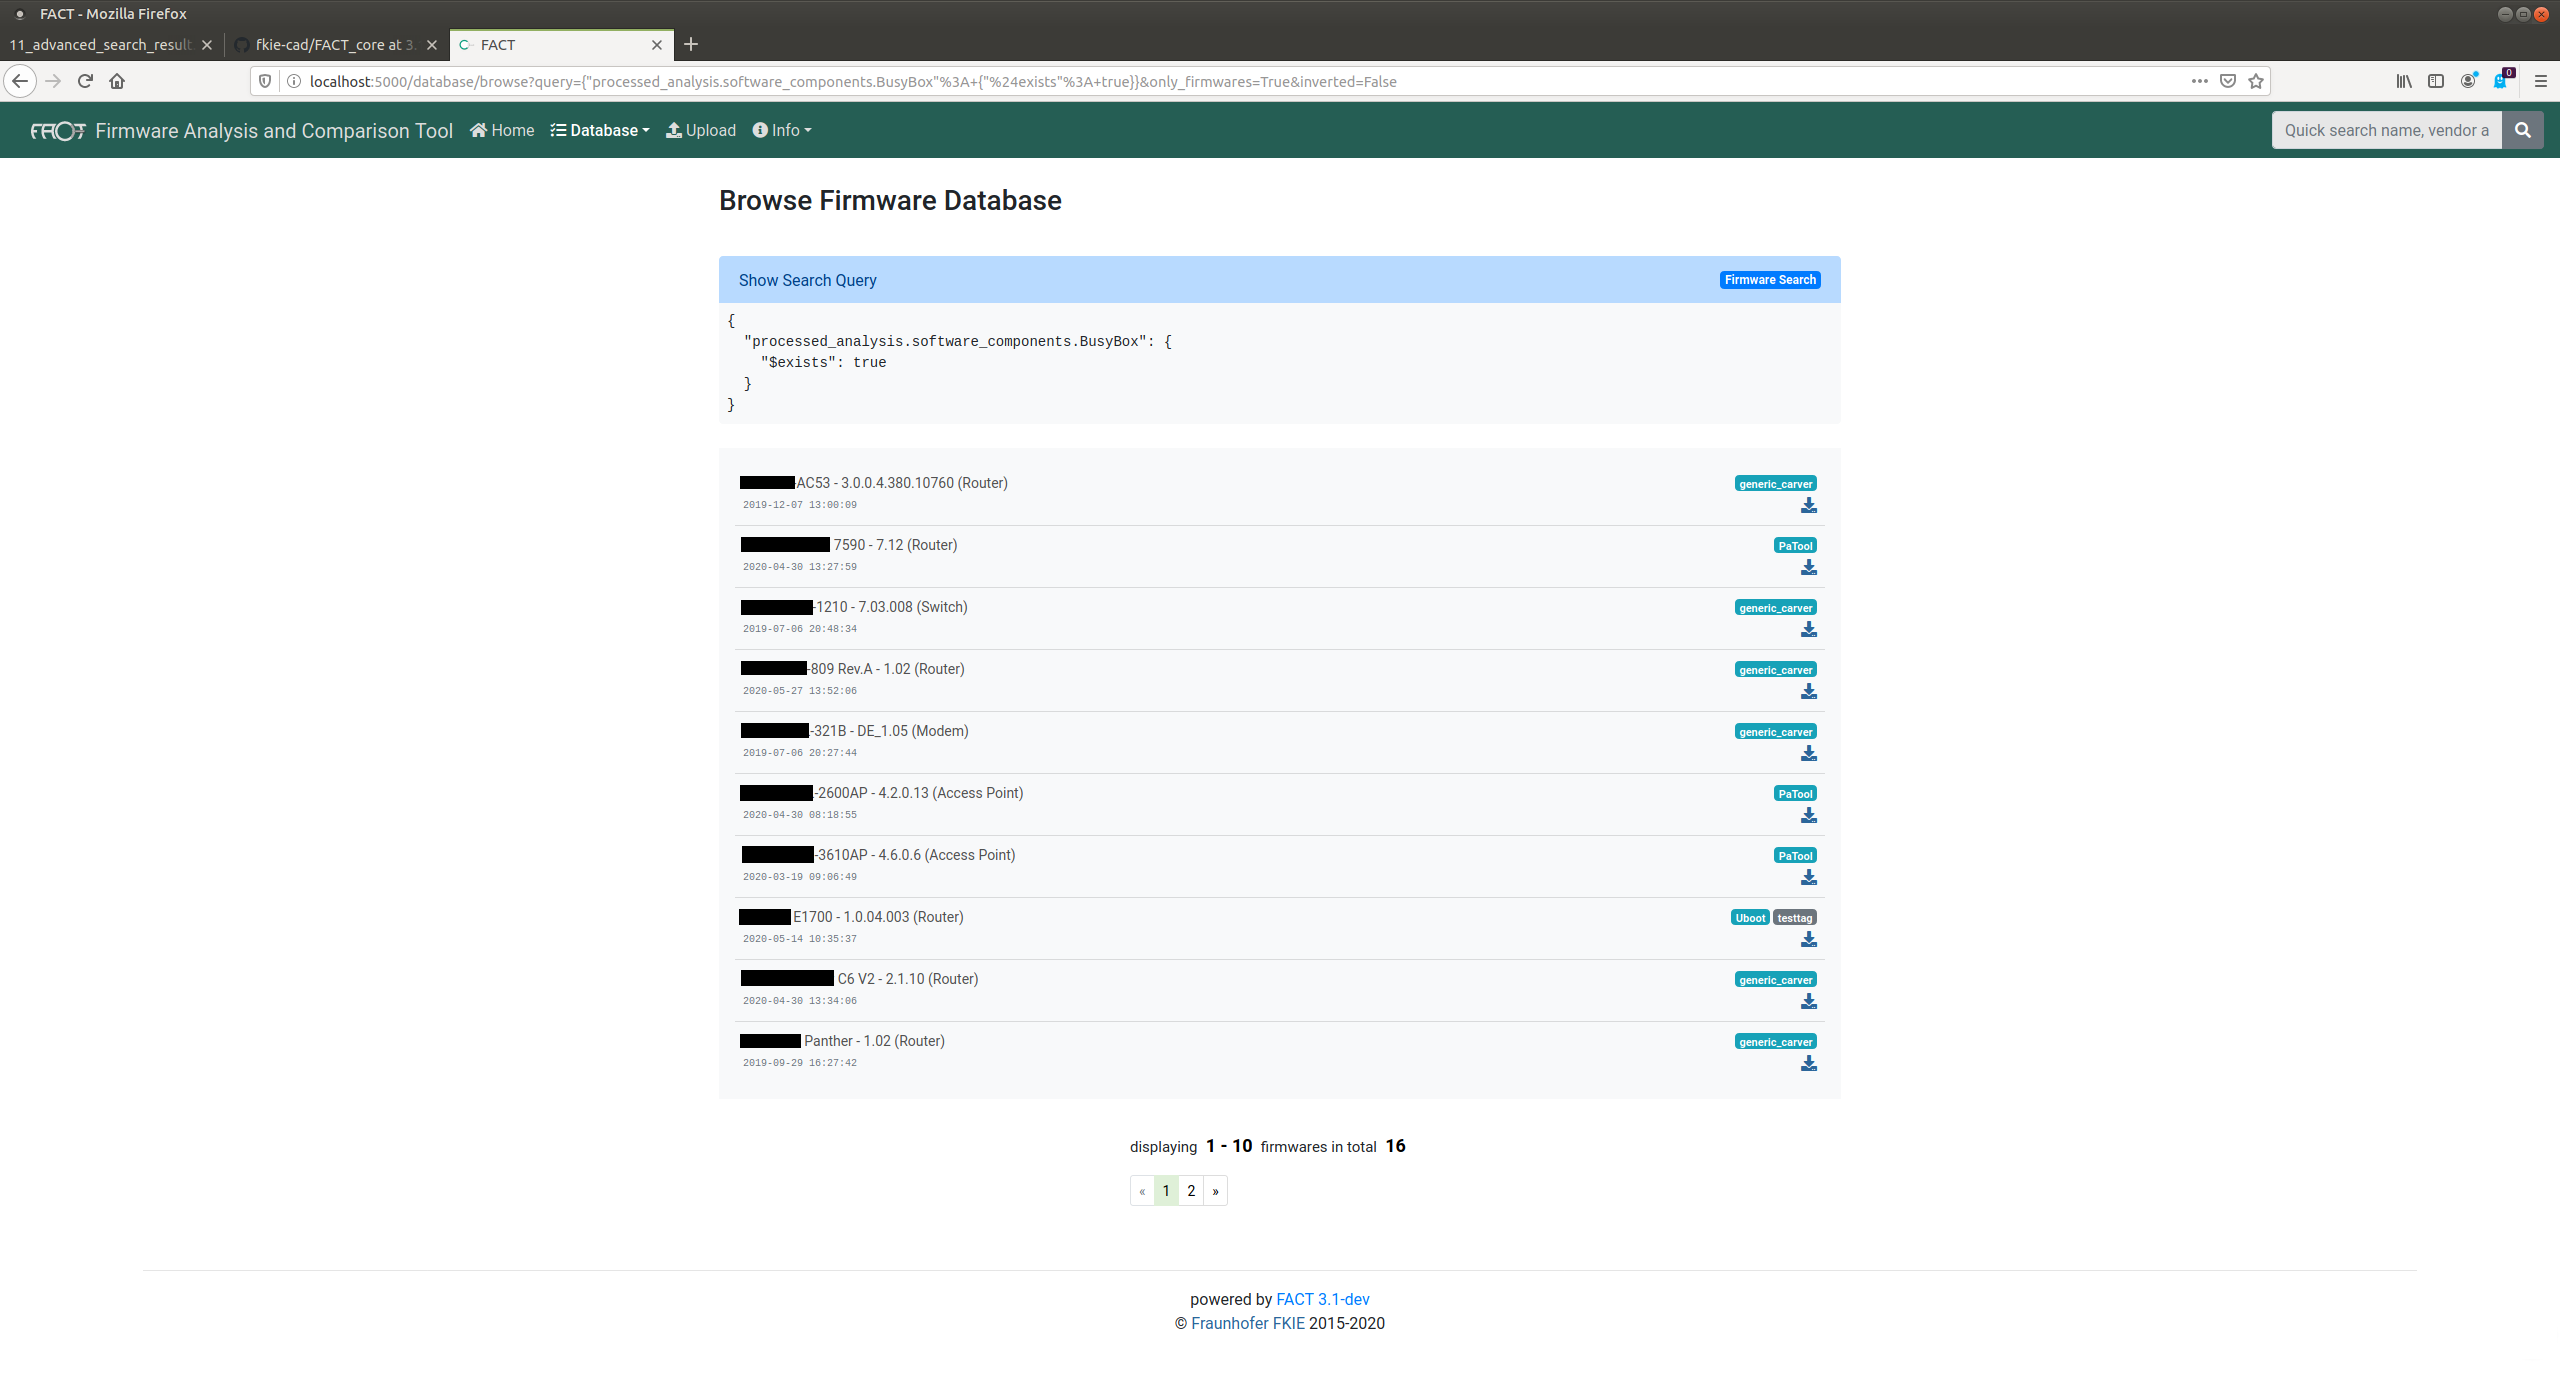 FACT - Mozilla Firefox
11_advanced_search_result
fkie-cad/FACT_core at 3.
FACT
localhost:5000/database/browse?query={"processed_analysis.software_components.BusyBox"%3A+{"%24exists"%3A+true}}&only_firmwares=True&inverted=False
0
FACT Firmware Analysis and Comparison Tool Home Database Upload Info
Quick search name, vendor a
Browse Firmware Database
Show Search Query Firmware Search
{
"processed_analysis.software_components.BusyBox": {
"$exists": true
}
}
AC53 - 3.0.0.4.380.10760 (Router) generic_carver
2019-12-07 13:00:09
7590 - 7.12 (Router) PaTool
2020-04-30 13:27:59
-1210 - 7.03.008 (Switch) generic_carver
2019-07-06 20:48:34
-809 Rev.A - 1.02 (Router) generic_carver
2020-05-27 13:52:06
-321B - DE_1.05 (Modem) generic_carver
2019-07-06 20:27:44
-2600AP - 4.2.0.13 (Access Point) PaTool
2020-04-30 08:18:55
-3610AP - 4.6.0.6 (Access Point) PaTool
2020-03-19 09:06:49
E1700 - 1.0.04.003 (Router) Uboot testtag
2020-05-14 10:35:37
C6 V2 - 2.1.10 (Router) generic_carver
2020-04-30 13:34:06
Panther - 1.02 (Router) generic_carver
2019-09-29 16:27:42
displaying 1 - 10 firmwares in total 16
« 1 2 »
powered by FACT 3.1-dev
© Fraunhofer FKIE 2015-2020